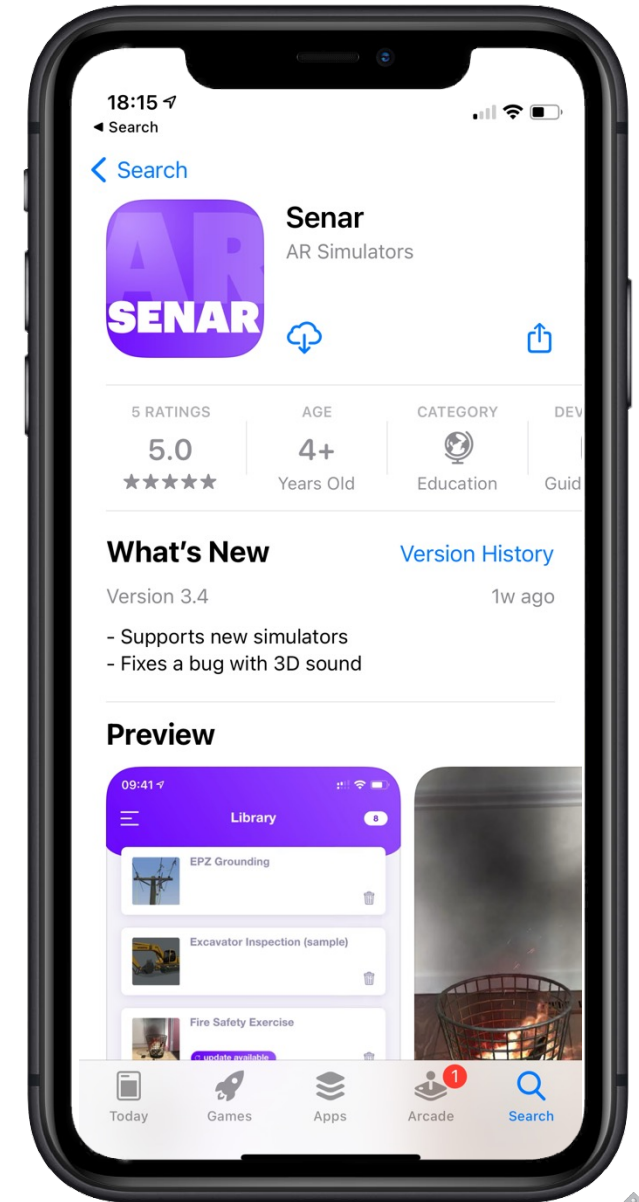 18:15
Search
Search
AR
SENAR
Senar
AR Simulators
5 RATINGS
AGE
CATEGORY
DEV
5.0
4+
Years Old
Education
Guid
What's New
Version History
Version 3.4
1w ago
- Supports new simulators
- Fixes a bug with 3D sound
Preview
09:41
Library
8
EPZ Grounding
Excavator Inspection (sample)
Fire Safety Exercise
update available
Today
Games
Apps
Arcade
1
Search